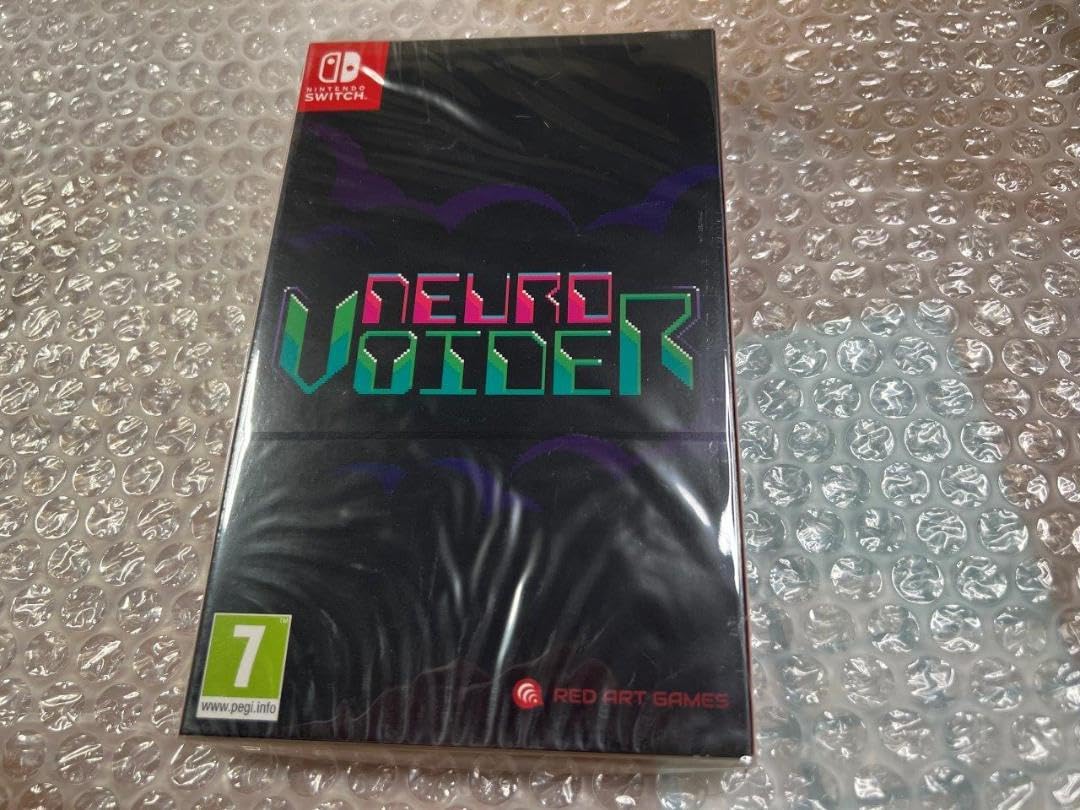 NINTENDO
SWITCH
NEURO
VOIDER
7
www.pegi.info
RED ART GAMES